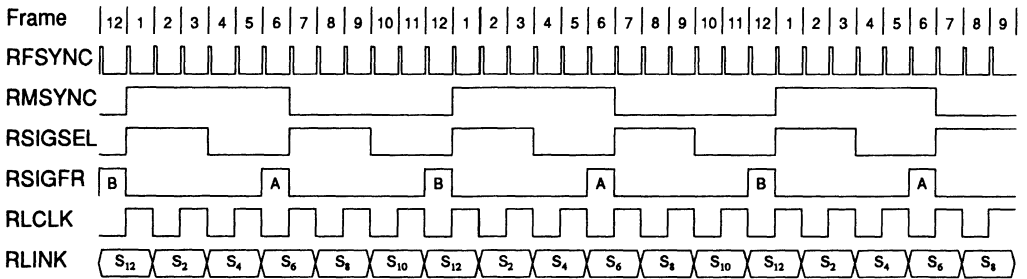 Frame 12 1 2 3 4 5 6 7 8 9 10 11 12 1 2 3 4 5 6 7 8 9 10 11 12 1 2 3 4 5 6 7 8 9
RFSYNC
RMSYNC
RSIGSEL
RSIGFR B A B A B A
RLCLK
RLINK S12 S2 S4 S6 S8 S10 S12 S2 S4 S6 S8 S10 S12 S2 S4 S6 S8